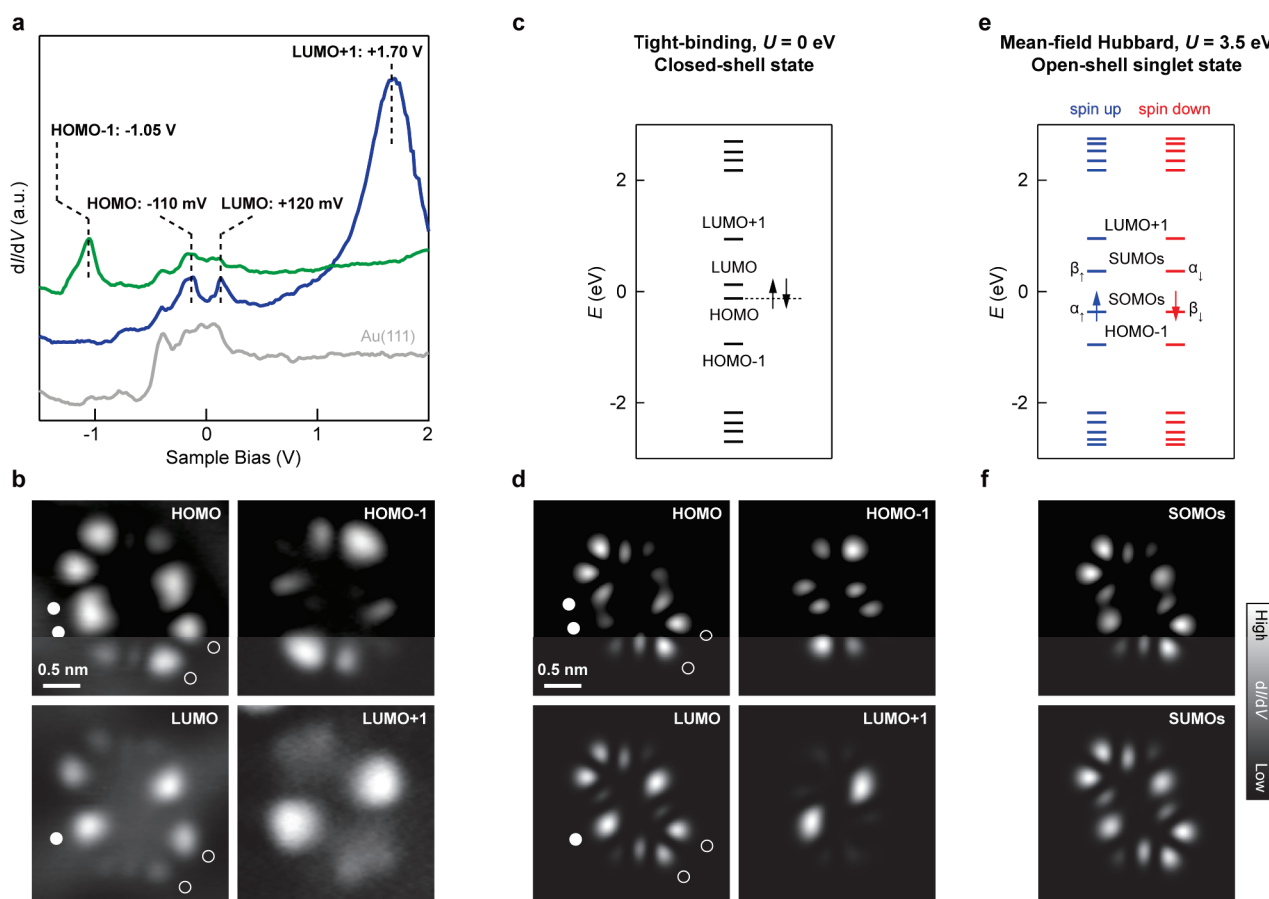 a
LUMO+1: +1.70 V
HOMO-1: -1.05 V
HOMO: -110 mV
LUMO: +120 mV
Au(111)
dI/dV (a.u.)
-1
0
1
2
Sample Bias (V)
b
HOMO
0.5 nm
HOMO-1
LUMO
LUMO+1
c
Tight-binding, U = 0 eV
Closed-shell state
E (eV)
2
0
-2
LUMO+1
LUMO
HOMO
HOMO-1
d
HOMO
0.5 nm
HOMO-1
LUMO
LUMO+1
e
Mean-field Hubbard, U = 3.5 eV
Open-shell singlet state
spin up
spin down
E (eV)
2
0
-2
LUMO+1
SUMOs
β↑
α↓
SOMOs
α↑
β↓
HOMO-1
f
SOMOs
SUMOs
High
dI/dV
Low